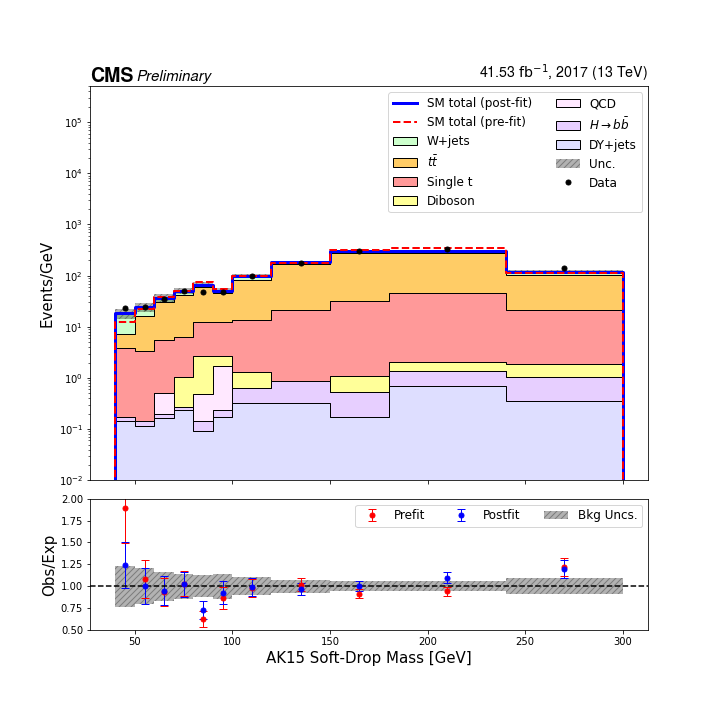 CMS Preliminary
41.53 fb⁻¹, 2017 (13 TeV)
SM total (post-fit)
SM total (pre-fit)
W+jets
tt̄
Single t
Diboson
QCD
H→bb̄
DY+jets
Unc.
Data
Events/GeV
10⁵
10⁴
10³
10²
10¹
10⁰
10⁻¹
10⁻²
Prefit
Postfit
Bkg Uncs.
Obs/Exp
2.00
1.75
1.50
1.25
1.00
0.75
0.50
50 100 150 200 250 300
AK15 Soft-Drop Mass [GeV]